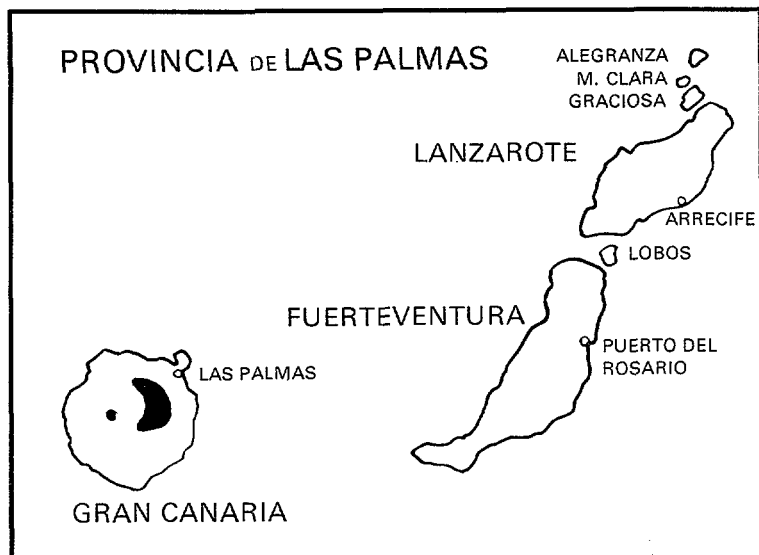 PROVINCIA DE LAS PALMAS
ALEGRANZA
M. CLARA
GRACIOSA
LANZAROTE
ARRECIFE
LOBOS
FUERTEVENTURA
PUERTO DEL
ROSARIO
LAS PALMAS
GRAN CANARIA